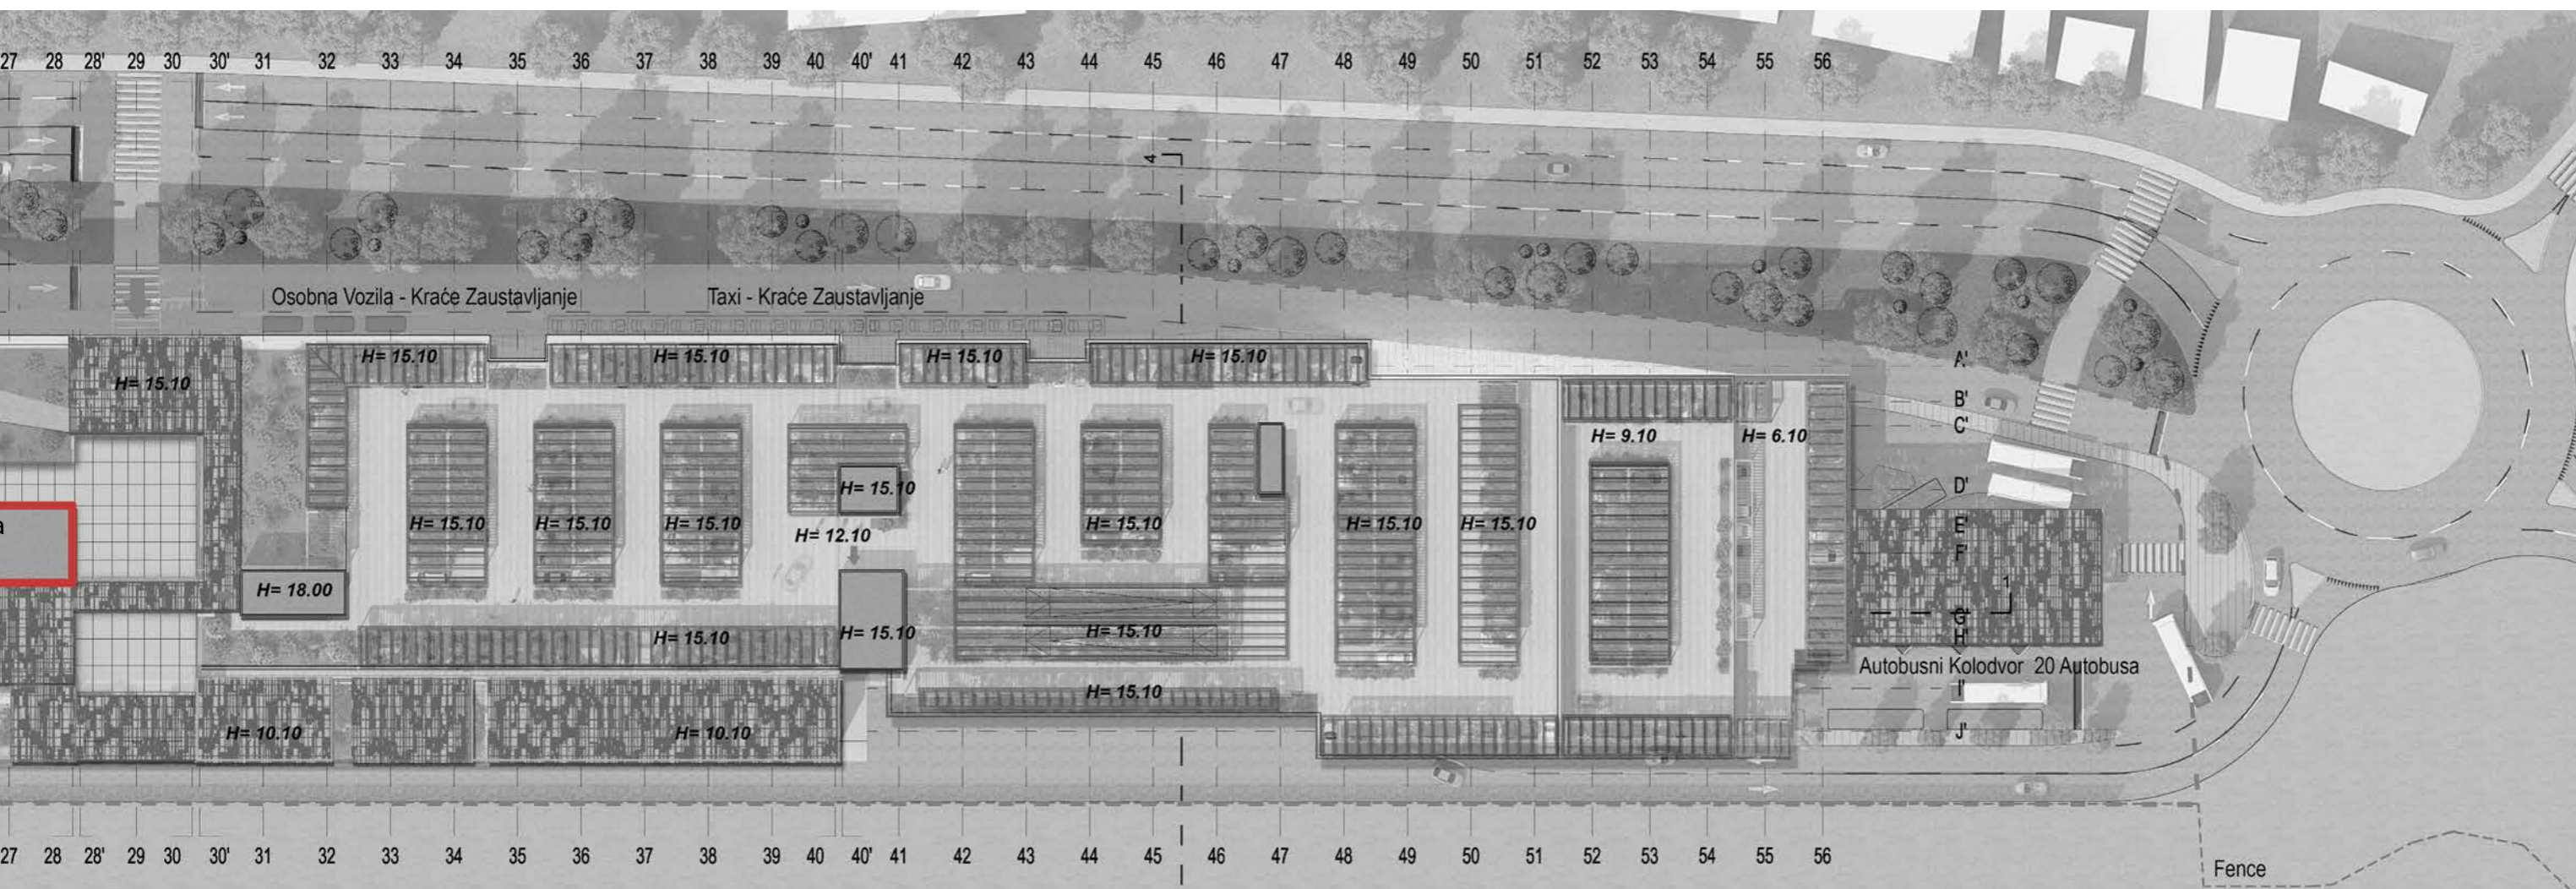 27 28 28' 29 30 30' 31 32 33 34 35 36 37 38 39 40 40' 41 42 43 44 45 46 47 48 49 50 51 52 53 54 55 56
4
Osobna Vozila - Kraće Zaustavljanje
Taxi - Kraće Zaustavljanje
H= 15.10
H= 15.10
H= 15.10
H= 15.10
H= 15.10
A'
B'
C'
D'
E'
F'
G'
H'
I'
J'
H= 9.10
H= 6.10
H= 15.10
H= 15.10
H= 15.10
H= 15.10
H= 15.10
H= 15.10
H= 15.10
a
H= 12.10
H= 18.00
1
H= 15.10
H= 15.10
H= 15.10
Autobusni Kolodvor 20 Autobusa
H= 15.10
H= 10.10
H= 10.10
27 28 28' 29 30 30' 31 32 33 34 35 36 37 38 39 40 40' 41 42 43 44 45 46 47 48 49 50 51 52 53 54 55 56
Fence